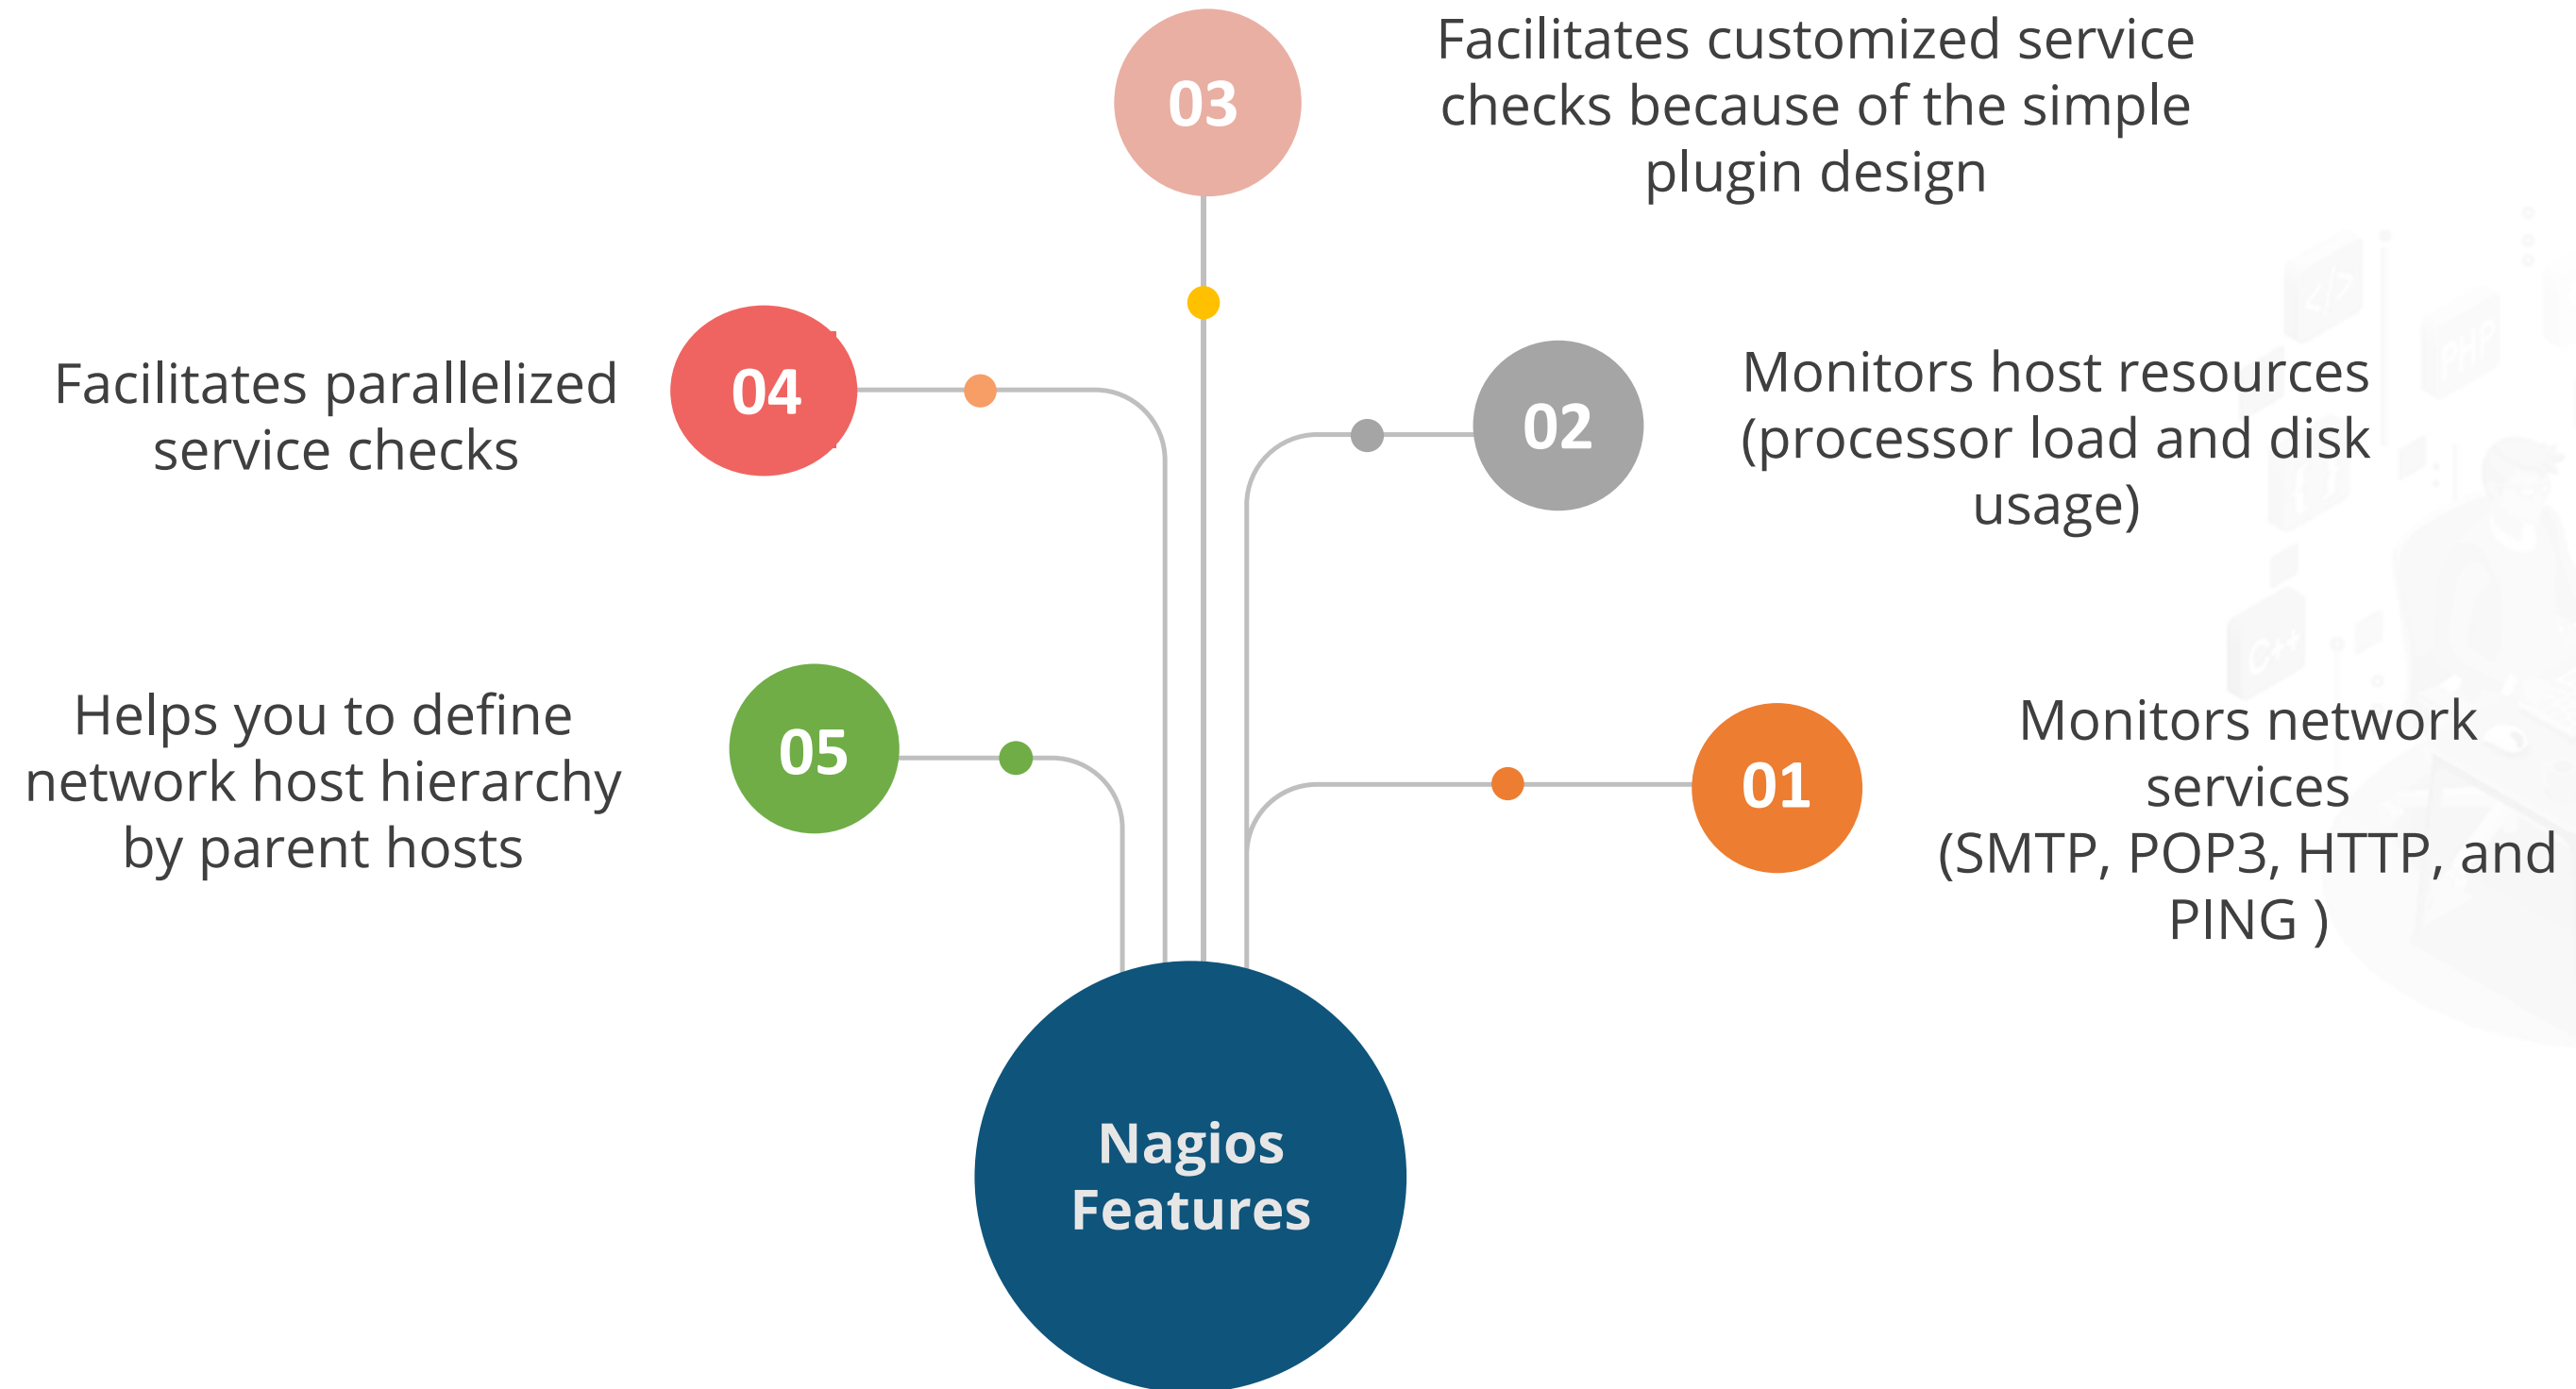 03
Facilitates customized service
checks because of the simple
plugin design
04
Facilitates parallelized
service checks
02
Monitors host resources
(processor load and disk
usage)
05
Helps you to define
network host hierarchy
by parent hosts
01
Monitors network
services
(SMTP, POP3, HTTP, and
PING )
Nagios
Features
</>
PHP
{ }
C++